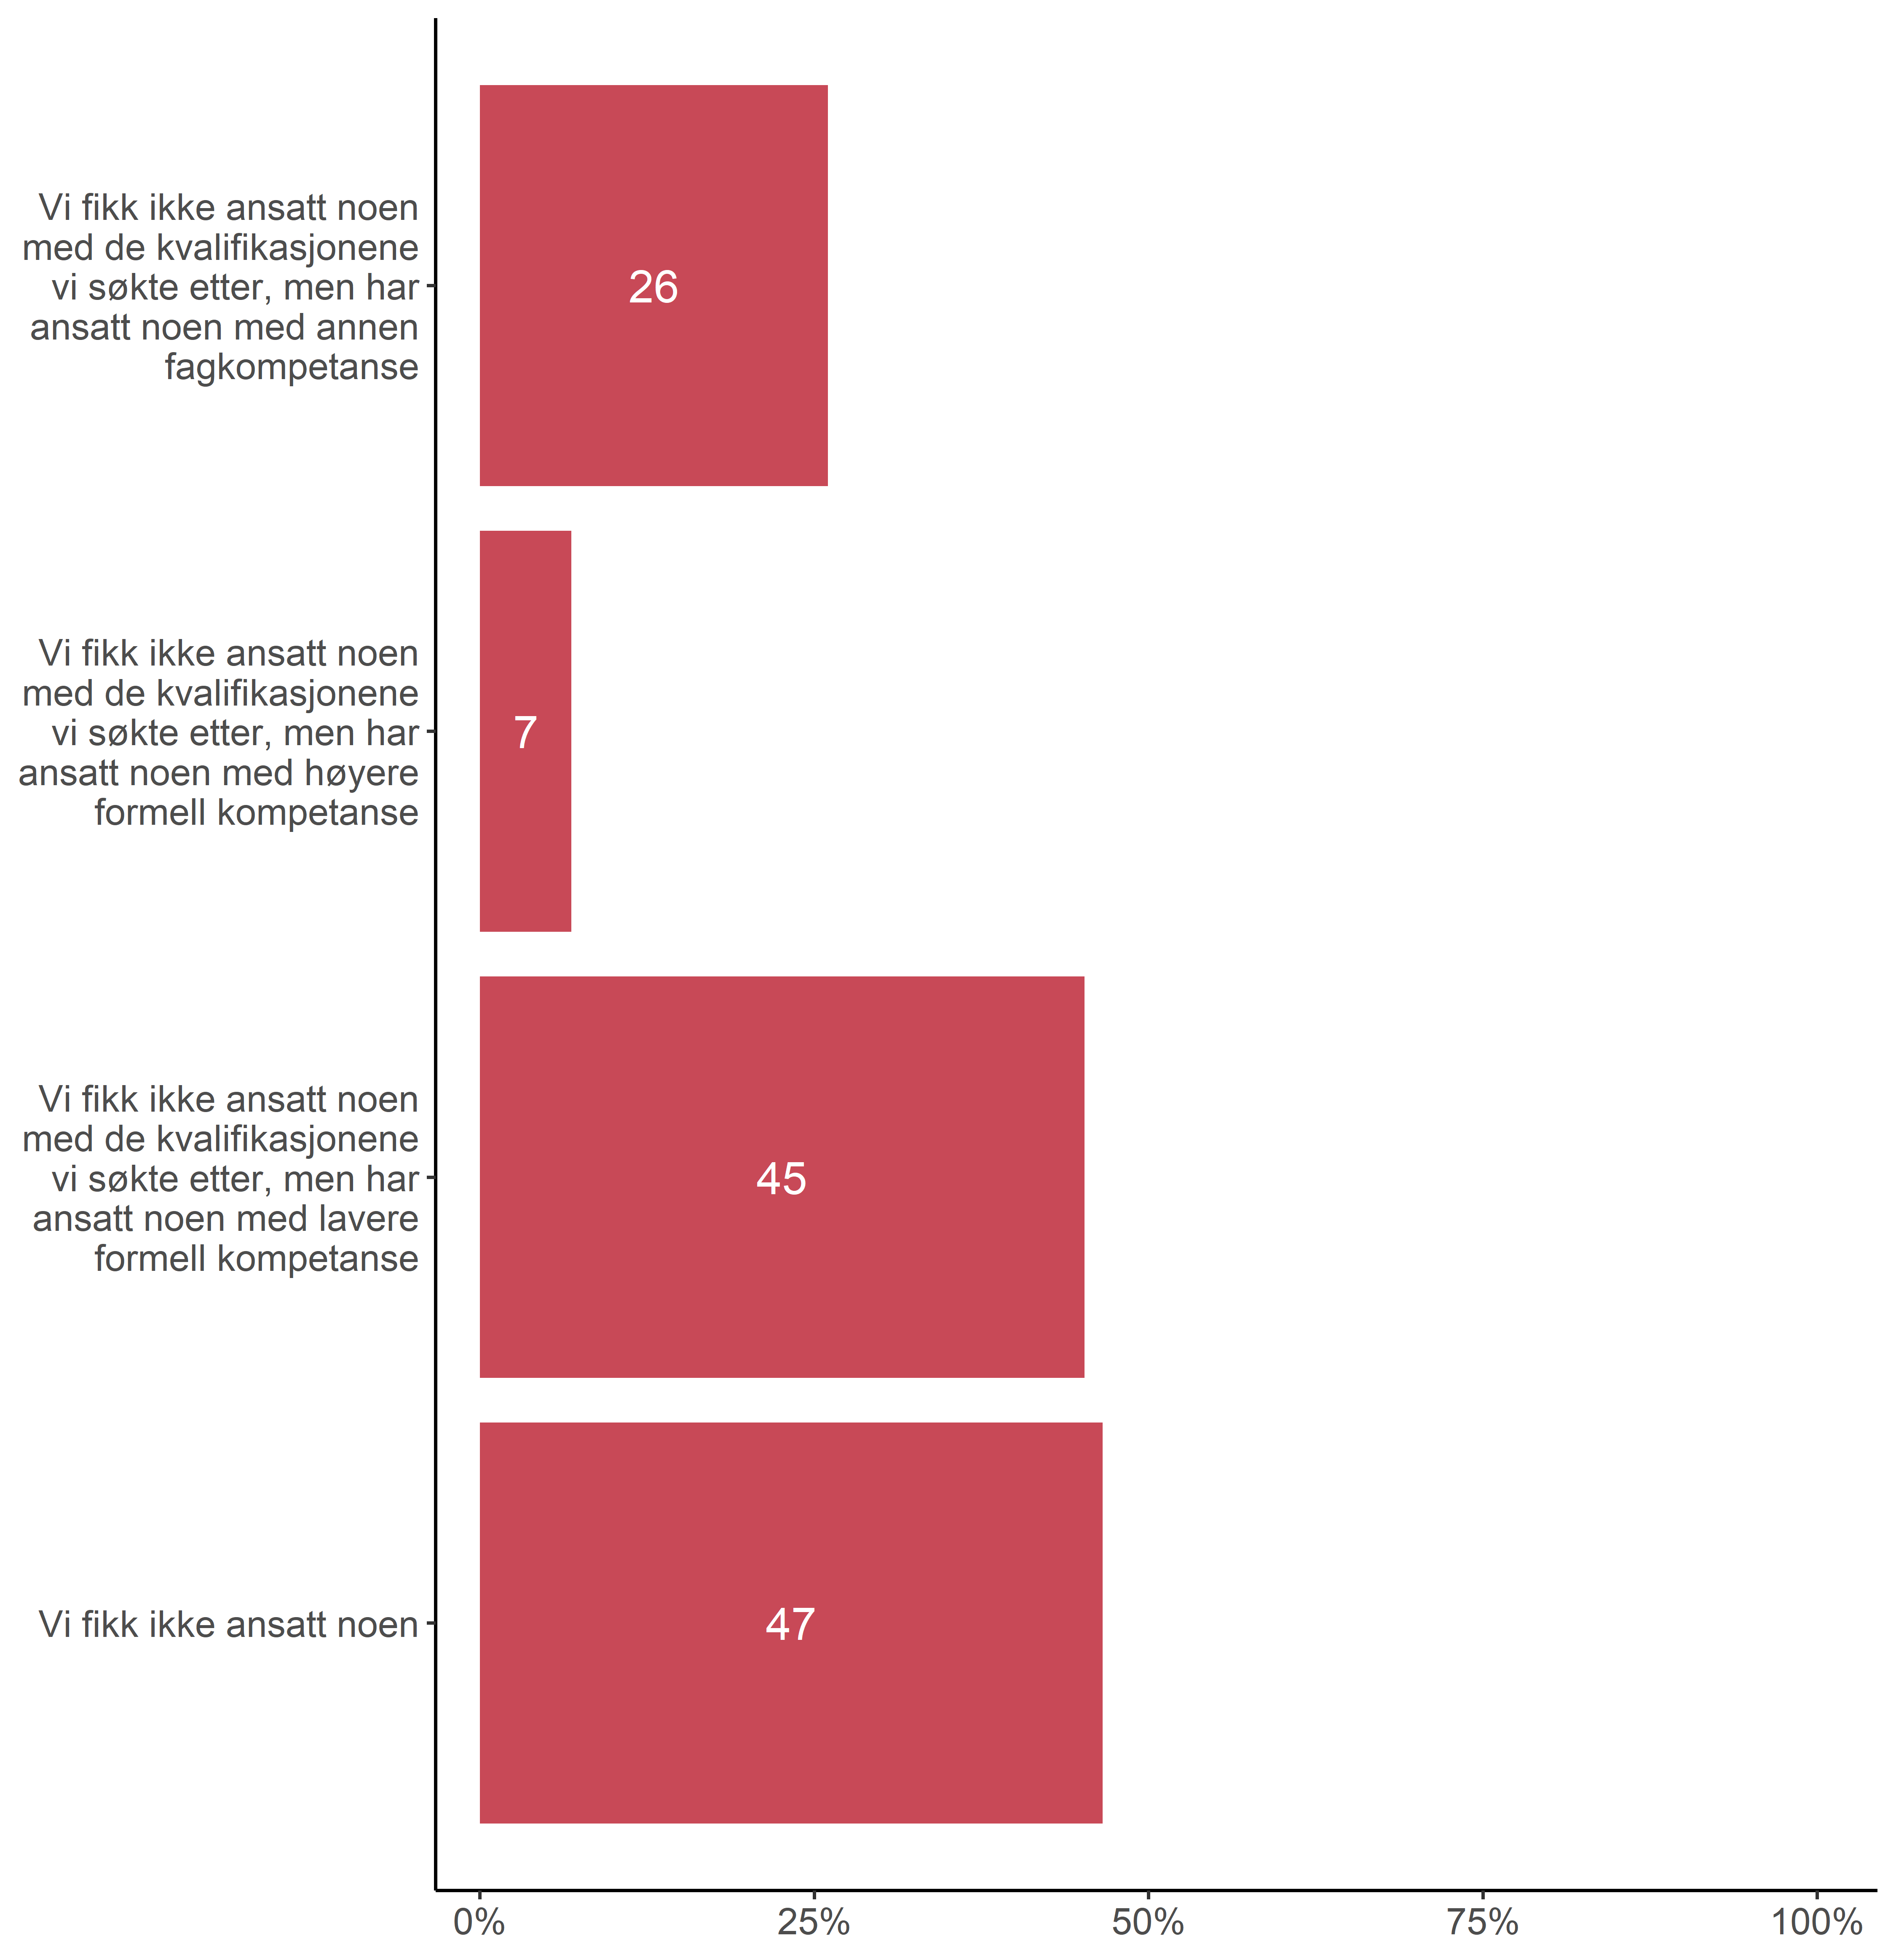 Vi fikk ikke ansatt noen
med de kvalifikasjonene
vi søkte etter, men har
ansatt noen med annen
fagkompetanse
26
Vi fikk ikke ansatt noen
med de kvalifikasjonene
vi søkte etter, men har
ansatt noen med høyere
formell kompetanse
7
Vi fikk ikke ansatt noen
med de kvalifikasjonene
vi søkte etter, men har
ansatt noen med lavere
formell kompetanse
45
Vi fikk ikke ansatt noen
47
0% 25% 50% 75% 100%